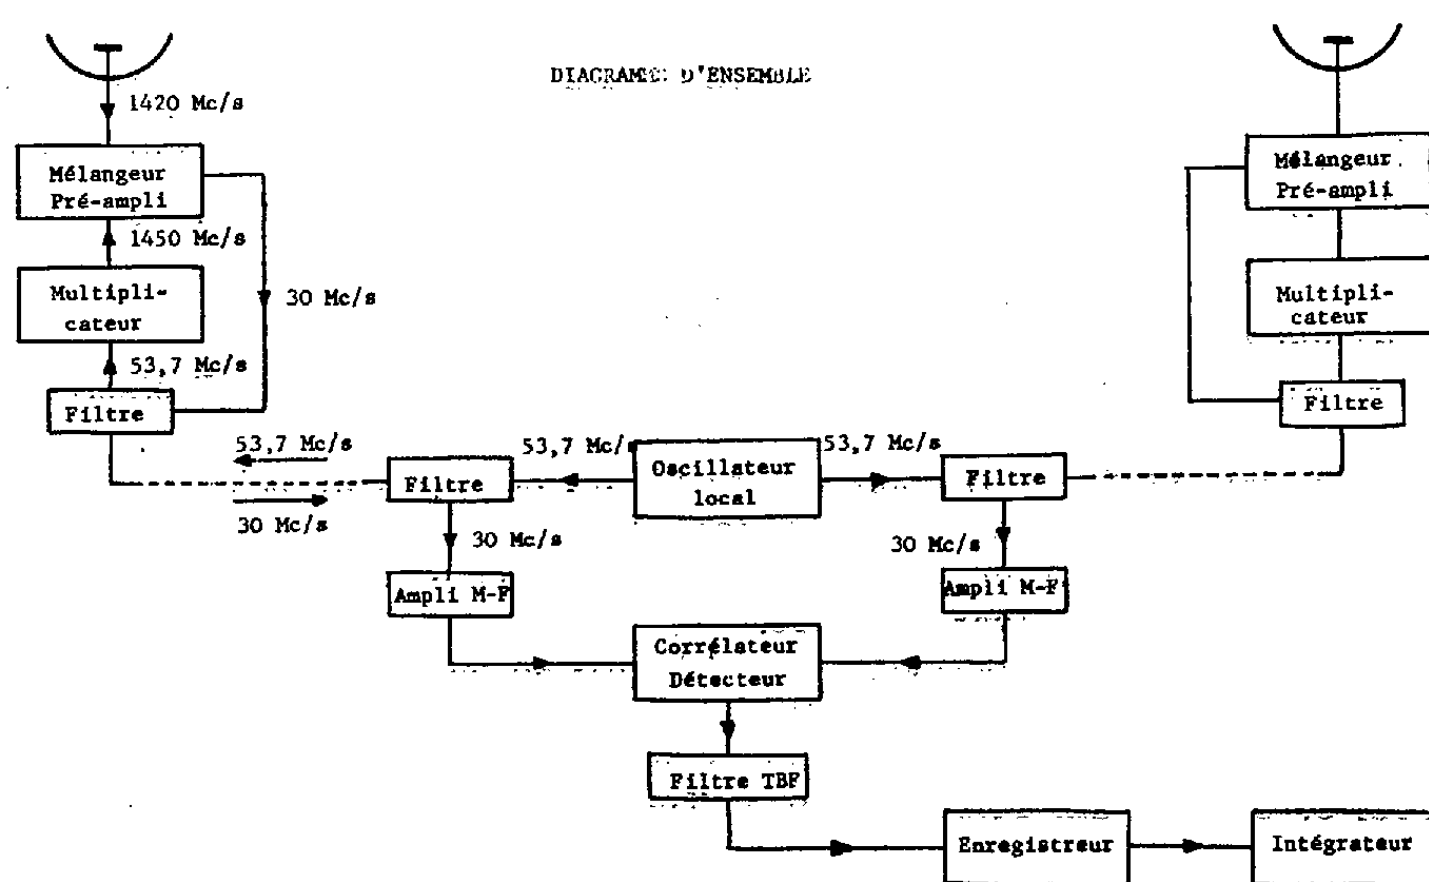 DIAGRAMME D'ENSEMBLE
1420 Mc/s
Mélangeur
Pré-ampli
1450 Mc/s
Multipli-
cateur
30 Mc/s
53,7 Mc/s
Filtre
Mélangeur
Pré-ampli
Multipli-
cateur
Filtre
53,7 Mc/s
30 Mc/s
Filtre
53,7 Mc/s
Oscillateur
local
53,7 Mc/s
Filtre
30 Mc/s
30 Mc/s
Ampli M-F
Ampli M-F
Corrélateur
Détecteur
Filtre TBF
Enregistreur
Intégrateur